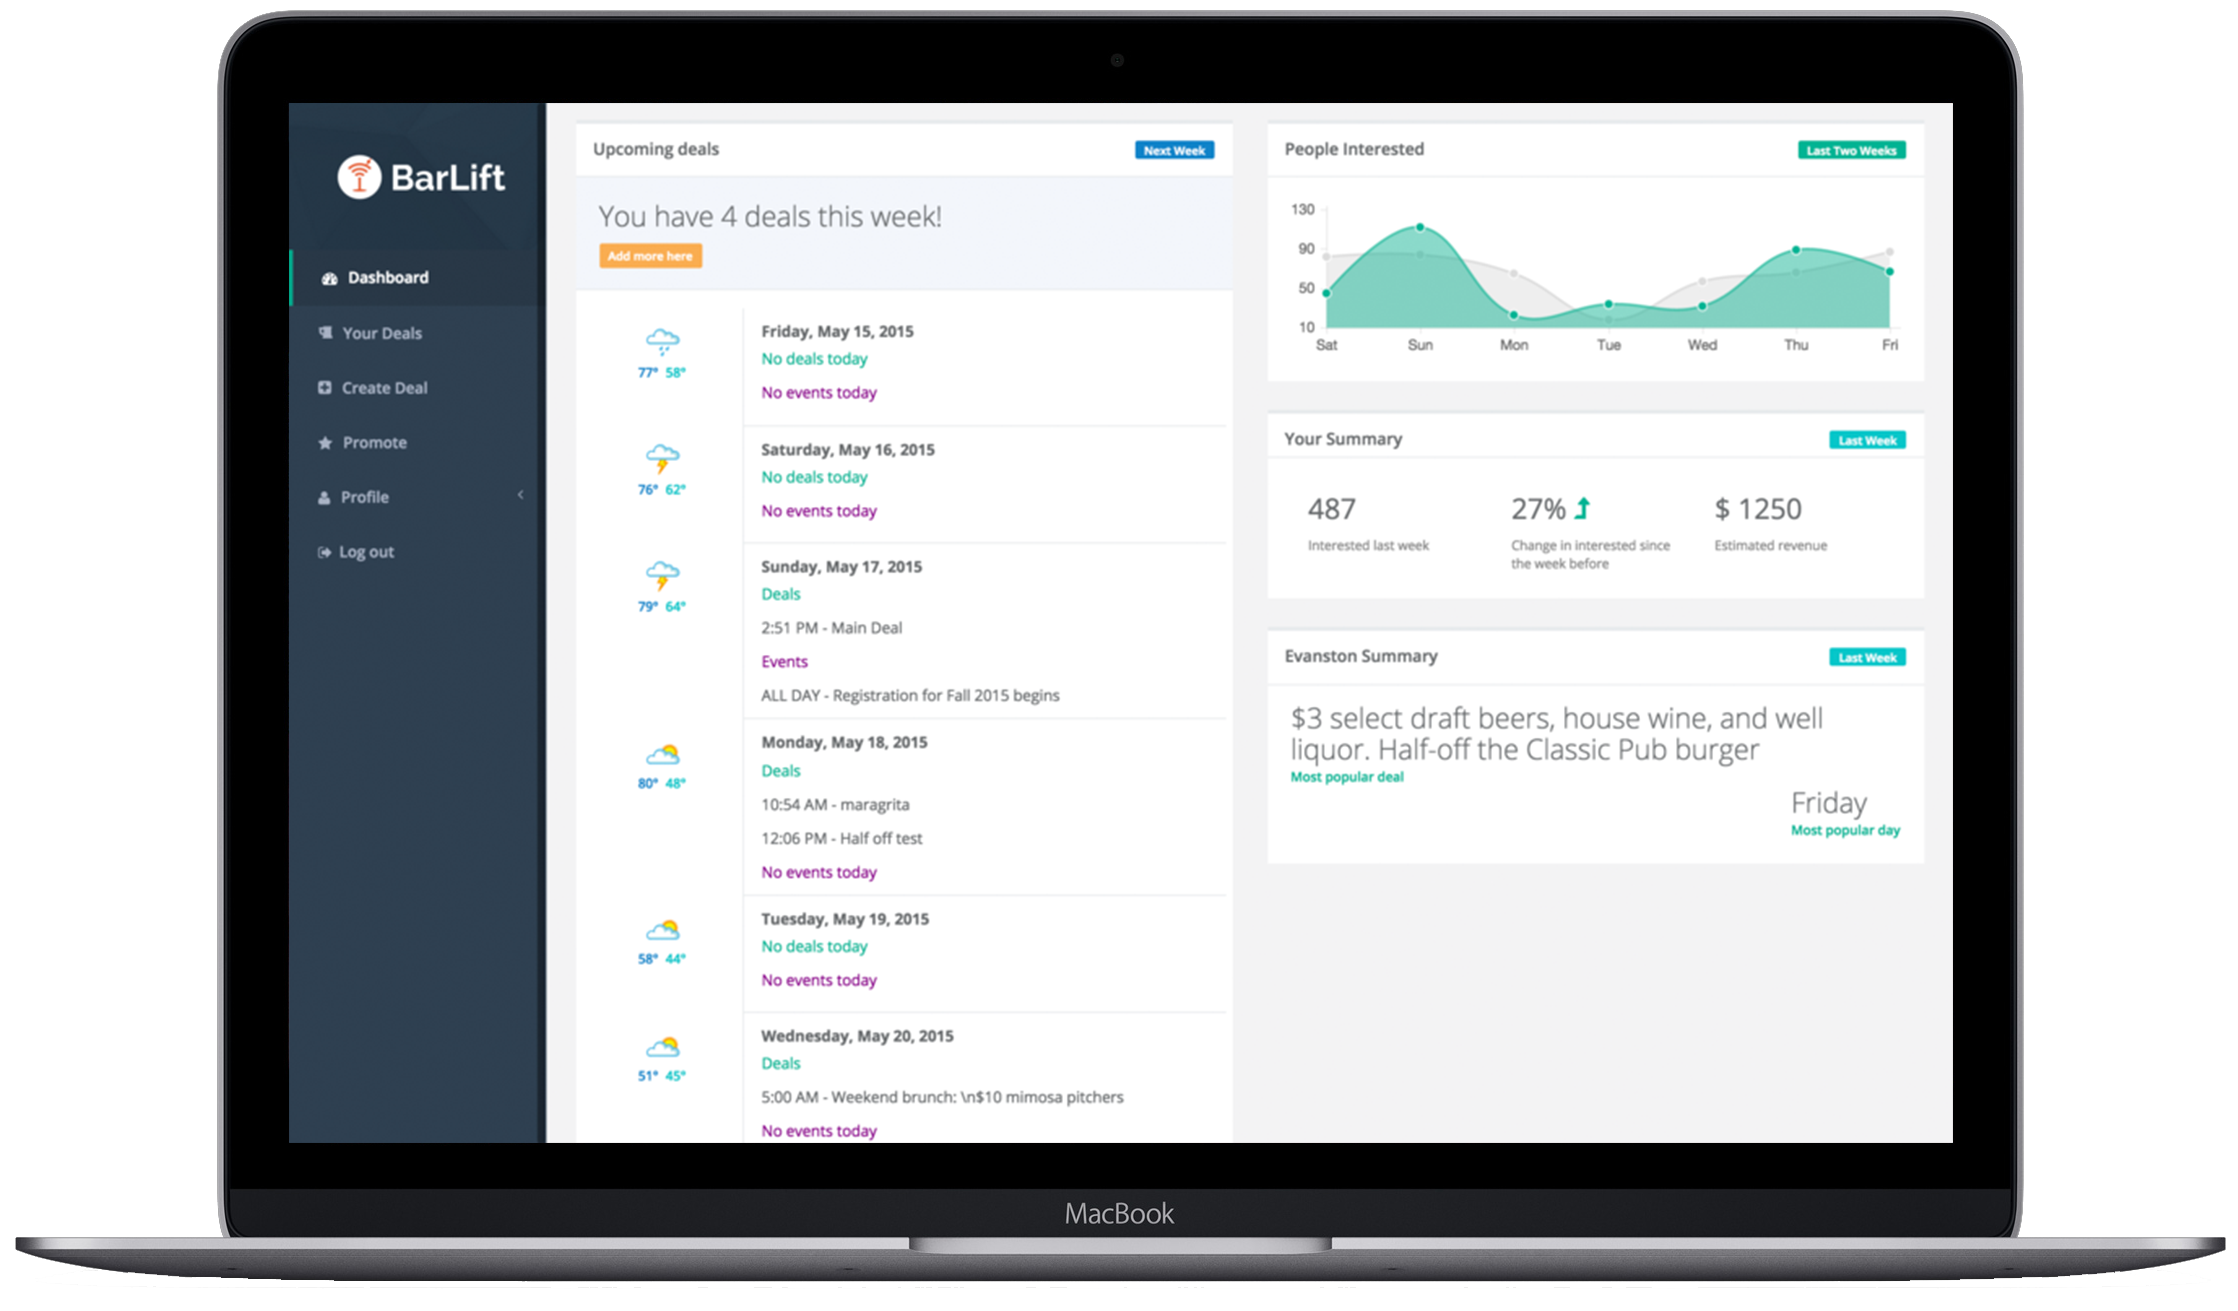 BarLift
Dashboard
Your Deals
Create Deal
Promote
Profile
Log out
Upcoming deals
Next Week
You have 4 deals this week!
Add more here
77° 58°
Friday, May 15, 2015
No deals today
No events today
76° 62°
Saturday, May 16, 2015
No deals today
No events today
79° 64°
Sunday, May 17, 2015
Deals
2:51 PM - Main Deal
Events
ALL DAY - Registration for Fall 2015 begins
80° 48°
Monday, May 18, 2015
Deals
10:54 AM - maragrita
12:06 PM - Half off test
No events today
58° 44°
Tuesday, May 19, 2015
No deals today
No events today
51° 45°
Wednesday, May 20, 2015
Deals
5:00 AM - Weekend brunch: \n$10 mimosa pitchers
No events today
People Interested
Last Two Weeks
130
90
50
10
Sat Sun Mon Tue Wed Thu Fri
Your Summary
Last Week
487
Interested last week
27%
Change in interested since
the week before
$ 1250
Estimated revenue
Evanston Summary
Last Week
$3 select draft beers, house wine, and well
liquor. Half-off the Classic Pub burger
Most popular deal
Friday
Most popular day
MacBook